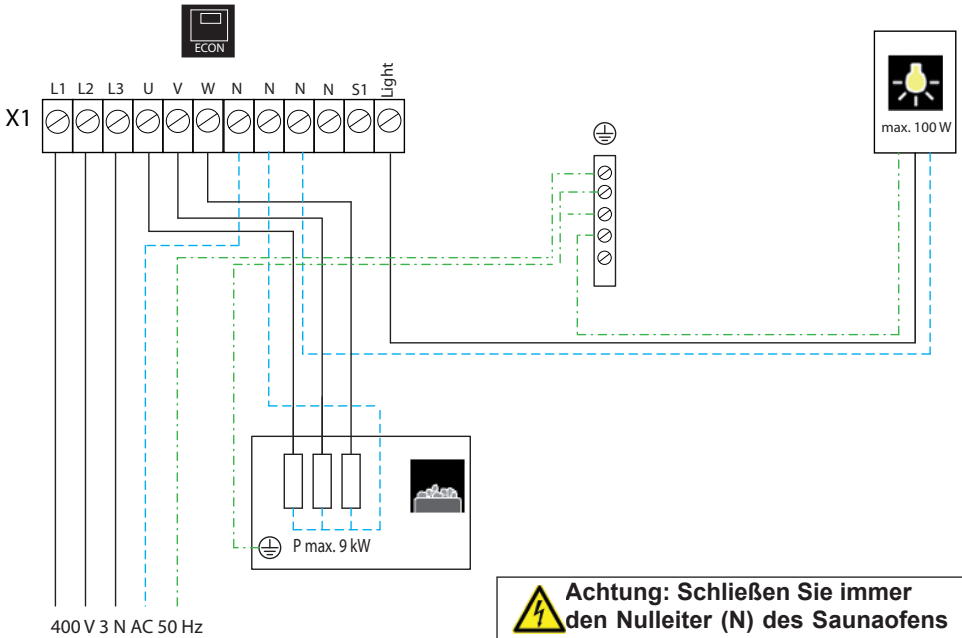 ECON
L1 L2 L3 U V W N N N N S1 Light
X1
max. 100 W
P max. 9 kW
400 V 3 N AC 50 Hz
Achtung: Schließen Sie immer
den Nulleiter (N) des Saunaofens